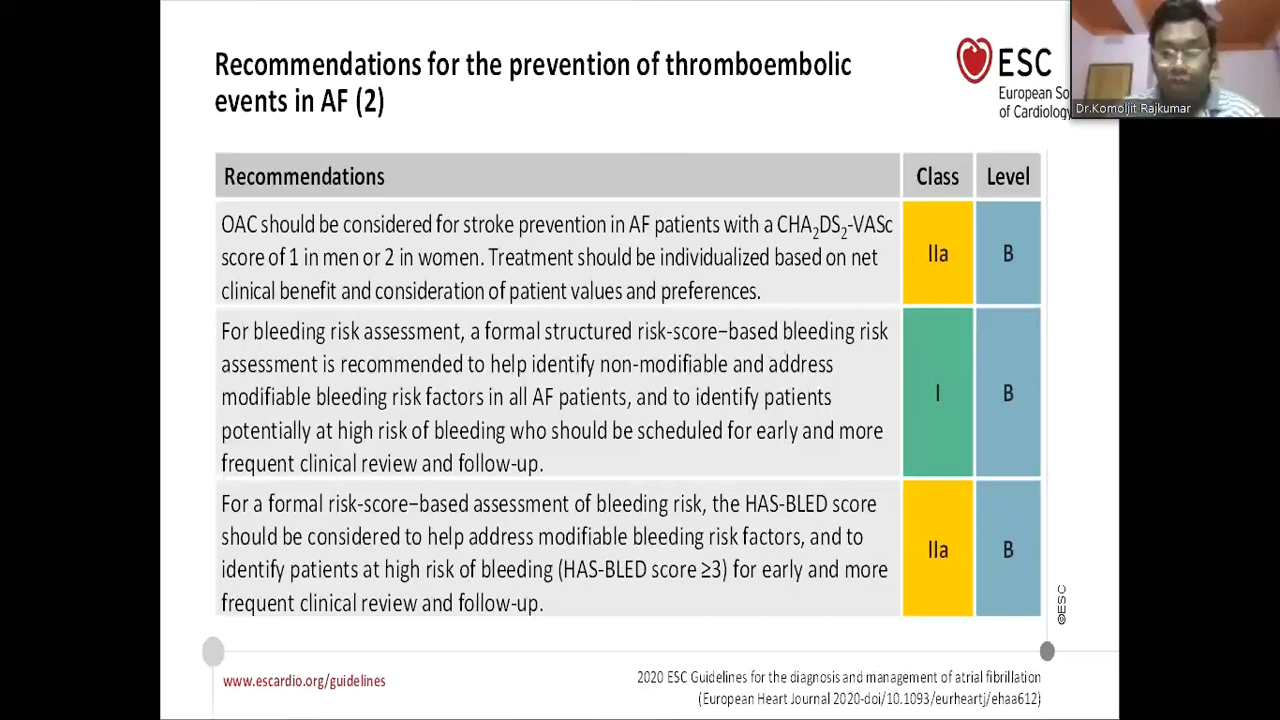 Recommendations for the prevention of thromboembolic
events in AF (2)
ESC
European So
of Cardiology
Dr.Komoljit Rajkumar
Recommendations Class Level
OAC should be considered for stroke prevention in AF patients with a CHA₂DS₂-VASc
score of 1 in men or 2 in women. Treatment should be individualized based on net
clinical benefit and consideration of patient values and preferences.
IIa B
For bleeding risk assessment, a formal structured risk-score–based bleeding risk
assessment is recommended to help identify non-modifiable and address
modifiable bleeding risk factors in all AF patients, and to identify patients
potentially at high risk of bleeding who should be scheduled for early and more
frequent clinical review and follow-up.
I B
For a formal risk-score–based assessment of bleeding risk, the HAS-BLED score
should be considered to help address modifiable bleeding risk factors, and to
identify patients at high risk of bleeding (HAS-BLED score ≥3) for early and more
frequent clinical review and follow-up.
IIa B
©ESC
www.escardio.org/guidelines
2020 ESC Guidelines for the diagnosis and management of atrial fibrillation
(European Heart Journal 2020-doi/10.1093/eurheartj/ehaa612)